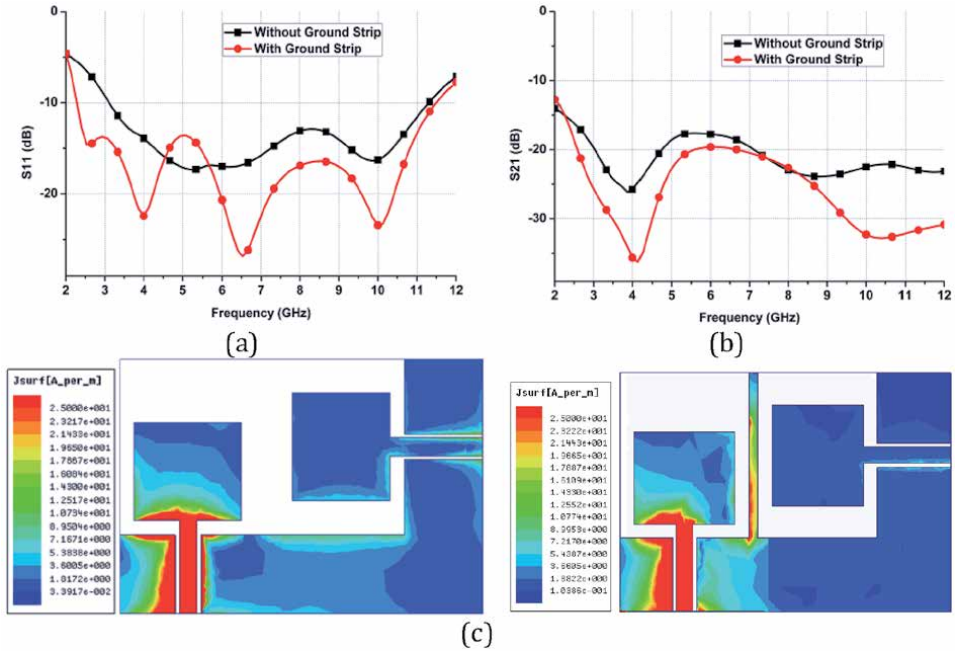 0
-10
-20
S11 (dB)
Without Ground Strip
With Ground Strip
2 3 4 5 6 7 8 9 10 11 12
Frequency (GHz)
(a)
0
-10
-20
-30
S21 (dB)
Without Ground Strip
With Ground Strip
2 3 4 5 6 7 8 9 10 11 12
Frequency (GHz)
(b)
Jsurf[A_per_m]
2.5000e+001
2.3217e+001
2.1433e+001
1.9650e+001
1.7867e+001
1.6084e+001
1.4300e+001
1.2517e+001
1.0734e+001
8.9504e+000
7.1671e+000
5.3838e+000
3.6005e+000
1.8172e+000
3.3917e-002
Jsurf[A_per_m]
2.5000e+001
2.3222e+001
2.1443e+001
1.9665e+001
1.7887e+001
1.6109e+001
1.4330e+001
1.2552e+001
1.0774e+001
8.9953e+000
7.2170e+000
5.4387e+000
3.6605e+000
1.8822e+000
1.0386e-001
(c)